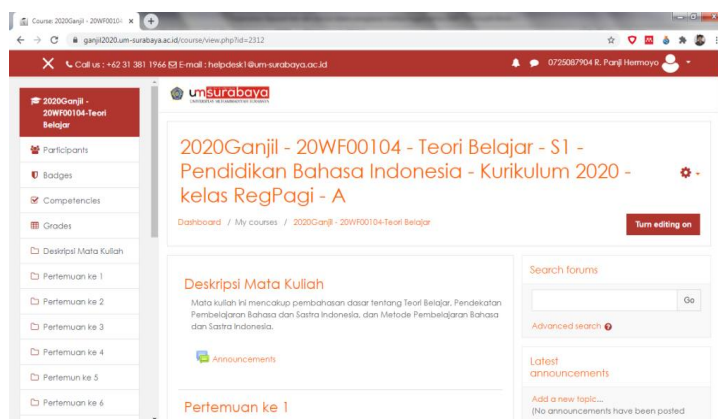 Course: 2020Ganjil - 20WF00104
ganjil2020.um-surabaya.ac.id/course/view.php?id=2312
Call us : +62 31 381 1966 E-mail : helpdesk1@um-surabaya.ac.id
0725087904 R. Panji Hermoyo
2020Ganjil -
20WF00104-Teori
Belajar
Participants
Badges
Competencies
Grades
Deskripsi Mata Kuliah
Pertemuan ke 1
Pertemuan ke 2
Pertemuan ke 3
Pertemuan ke 4
Pertemun ke 5
Pertemuan ke 6
umsurabaya
UNIVERSITAS MUHAMMADIYAH SURABAYA
2020Ganjil - 20WF00104 - Teori Belajar - S1 -
Pendidikan Bahasa Indonesia - Kurikulum 2020 -
kelas RegPagi - A
Dashboard / My courses / 2020Ganjil - 20WF00104-Teori Belajar
Turn editing on
Deskripsi Mata Kuliah
Mata kuliah ini mencakup pembahasan dasar tentang Teori Belajar, Pendekatan
Pembelajaran Bahasa dan Sastra Indonesia, dan Metode Pembelajaran Bahasa
dan Sastra Indonesia.
Announcements
Pertemuan ke 1
Search forums
Go
Advanced search
Latest
announcements
Add a new topic...
(No announcements have been posted